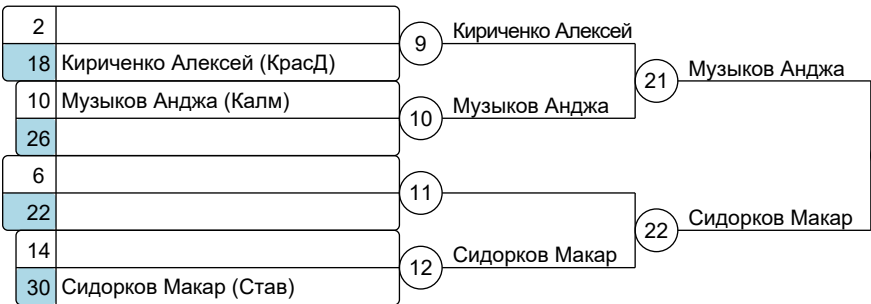 2
18 Кириченко Алексей (КрасД)
10 Музыков Анджа (Калм)
26
6
22
14
30 Сидорков Макар (Став)
9
Кириченко Алексей
10
Музыков Анджа
11
12
Сидорков Макар
21
Музыков Анджа
22
Сидорков Макар